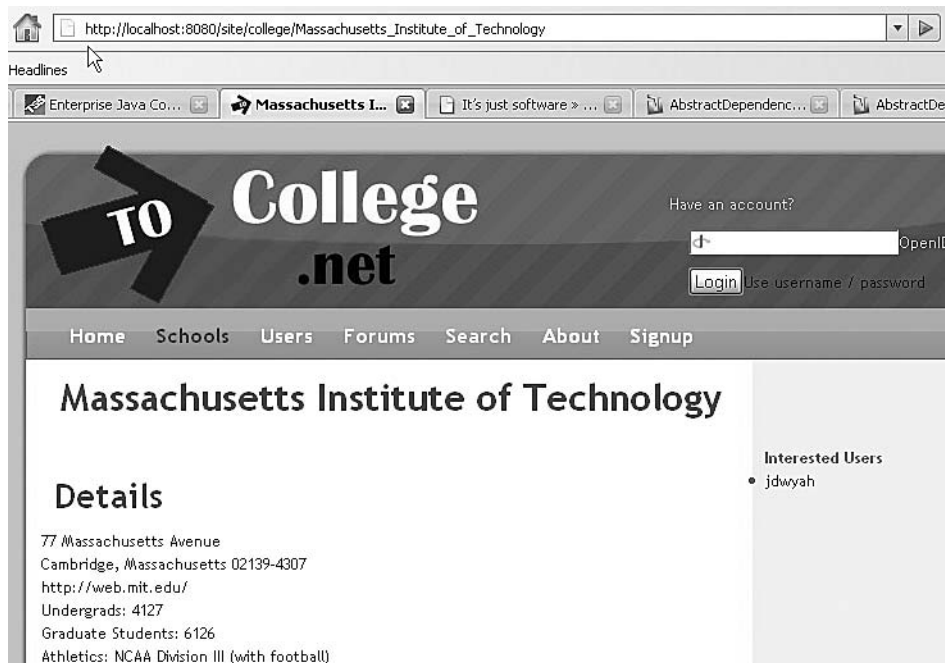 http://localhost:8080/site/college/Massachusetts_Institute_of_Technology
Headlines
Enterprise Java Co...
Massachusetts I...
It's just software » ...
AbstractDependenc...
AbstractDe
TO
College
.net
Have an account?
OpenID
Login Use username / password
Home Schools Users Forums Search About Signup
Massachusetts Institute of Technology
Interested Users
• jdwyah
Details
77 Massachusetts Avenue
Cambridge, Massachusetts 02139-4307
http://web.mit.edu/
Undergrads: 4127
Graduate Students: 6126
Athletics: NCAA Division III (with football)